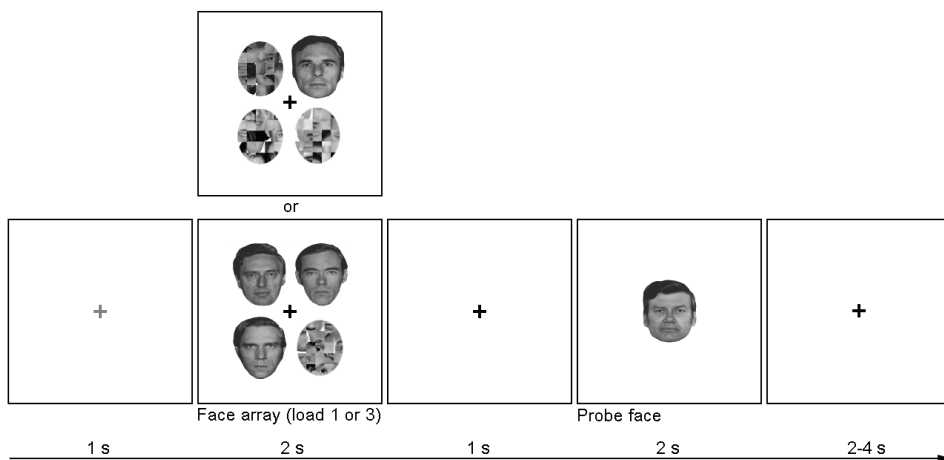 or
Face array (load 1 or 3)
Probe face
1 s
2 s
1 s
2 s
2-4 s